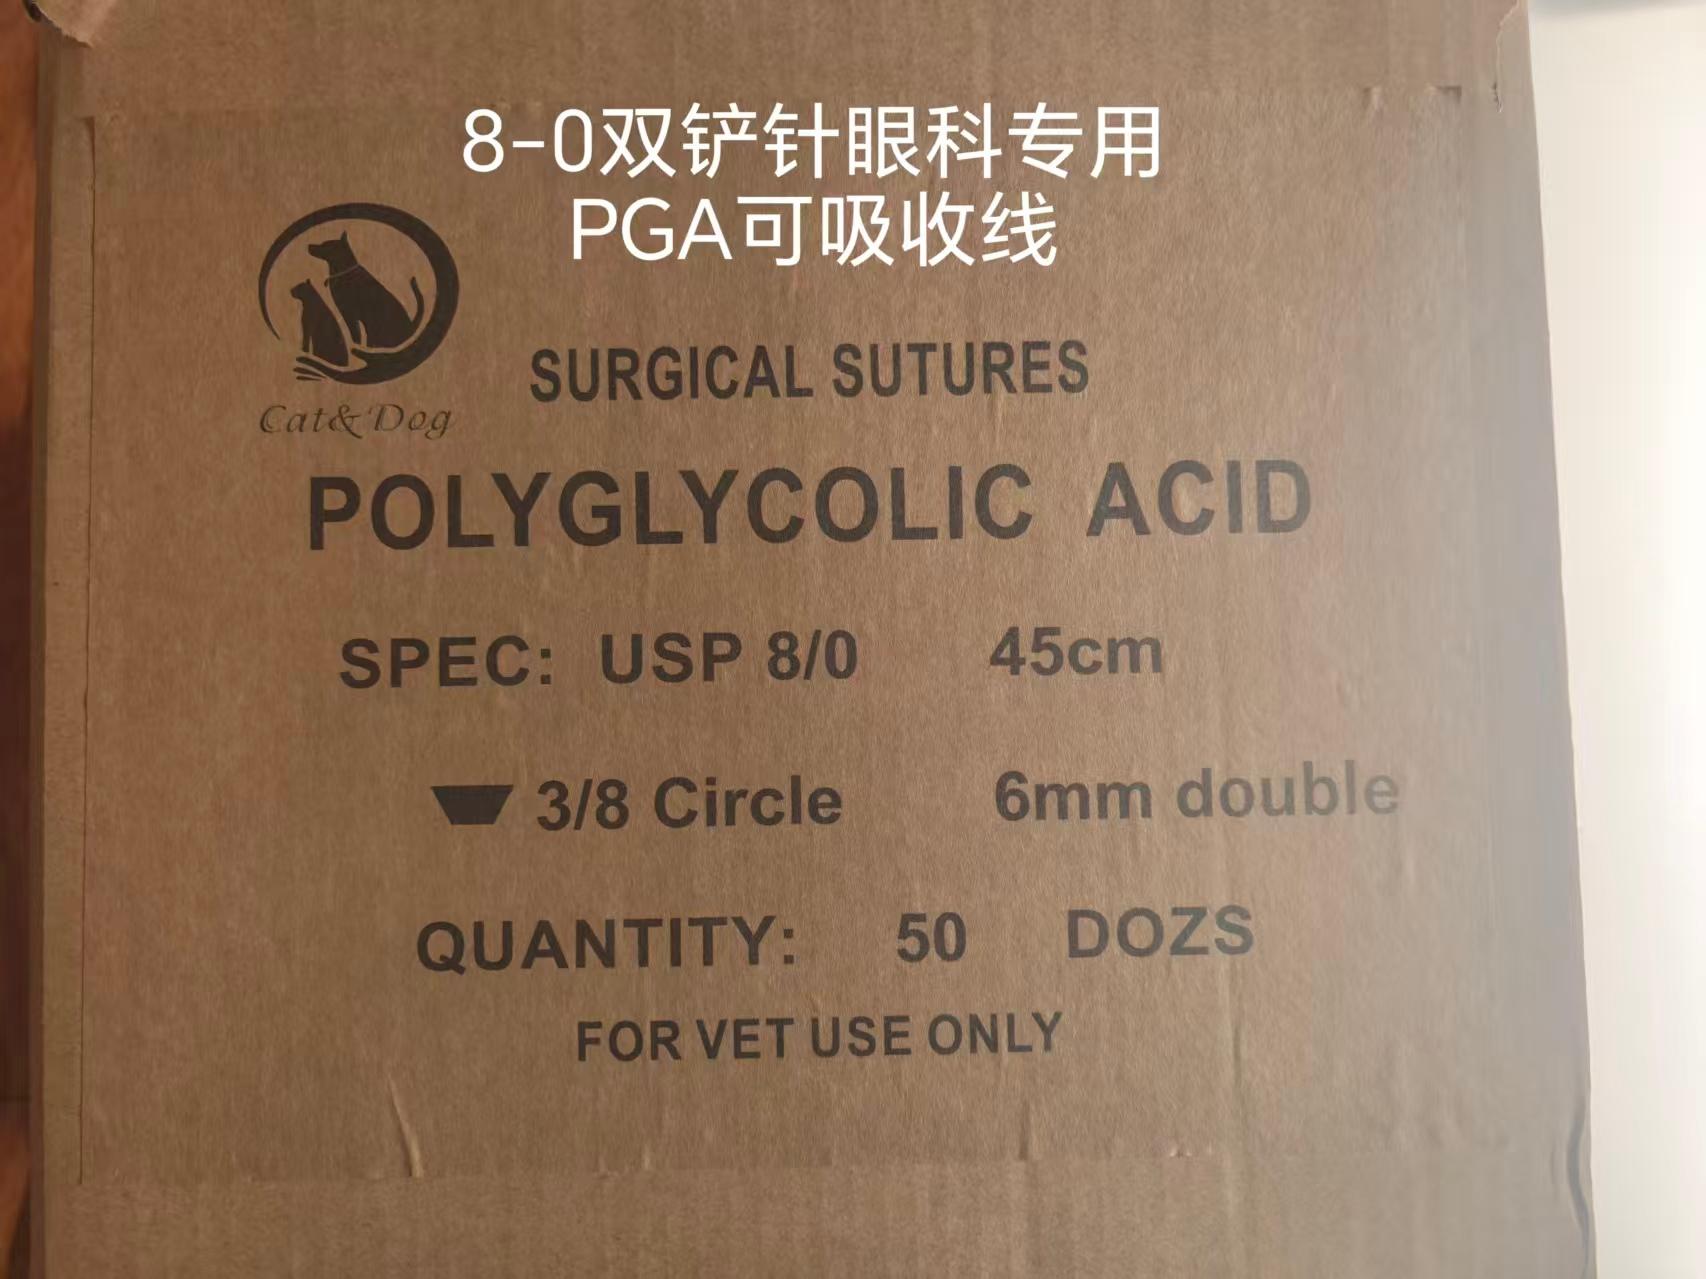 8-0双铲针眼科专用
PGA可吸收线
Cat&Dog
SURGICAL SUTURES
POLYGLYCOLIC ACID
SPEC: USP 8/0 45cm
3/8 Circle 6mm double
QUANTITY: 50 DOZS
FOR VET USE ONLY